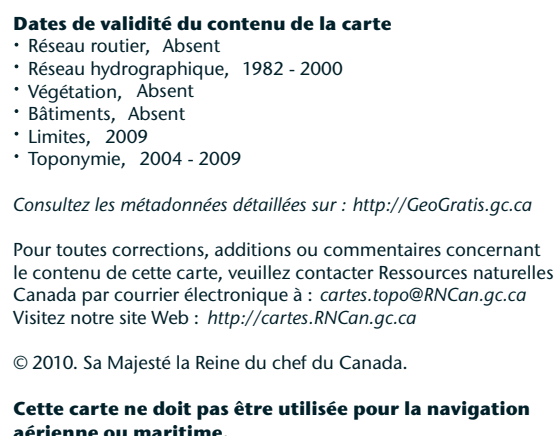 Dates de validité du contenu de la carte
• Réseau routier, Absent
• Réseau hydrographique, 1982 - 2000
• Végétation, Absent
• Bâtiments, Absent
• Limites, 2009
• Toponymie, 2004 - 2009
Consultez les métadonnées détaillées sur : http://GeoGratis.gc.ca
Pour toutes corrections, additions ou commentaires concernant
le contenu de cette carte, veuillez contacter Ressources naturelles
Canada par courrier électronique à : cartes.topo@RNCan.gc.ca
Visitez notre site Web : http://cartes.RNCan.gc.ca
© 2010. Sa Majesté la Reine du chef du Canada.
Cette carte ne doit pas être utilisée pour la navigation
aérienne ou maritime.